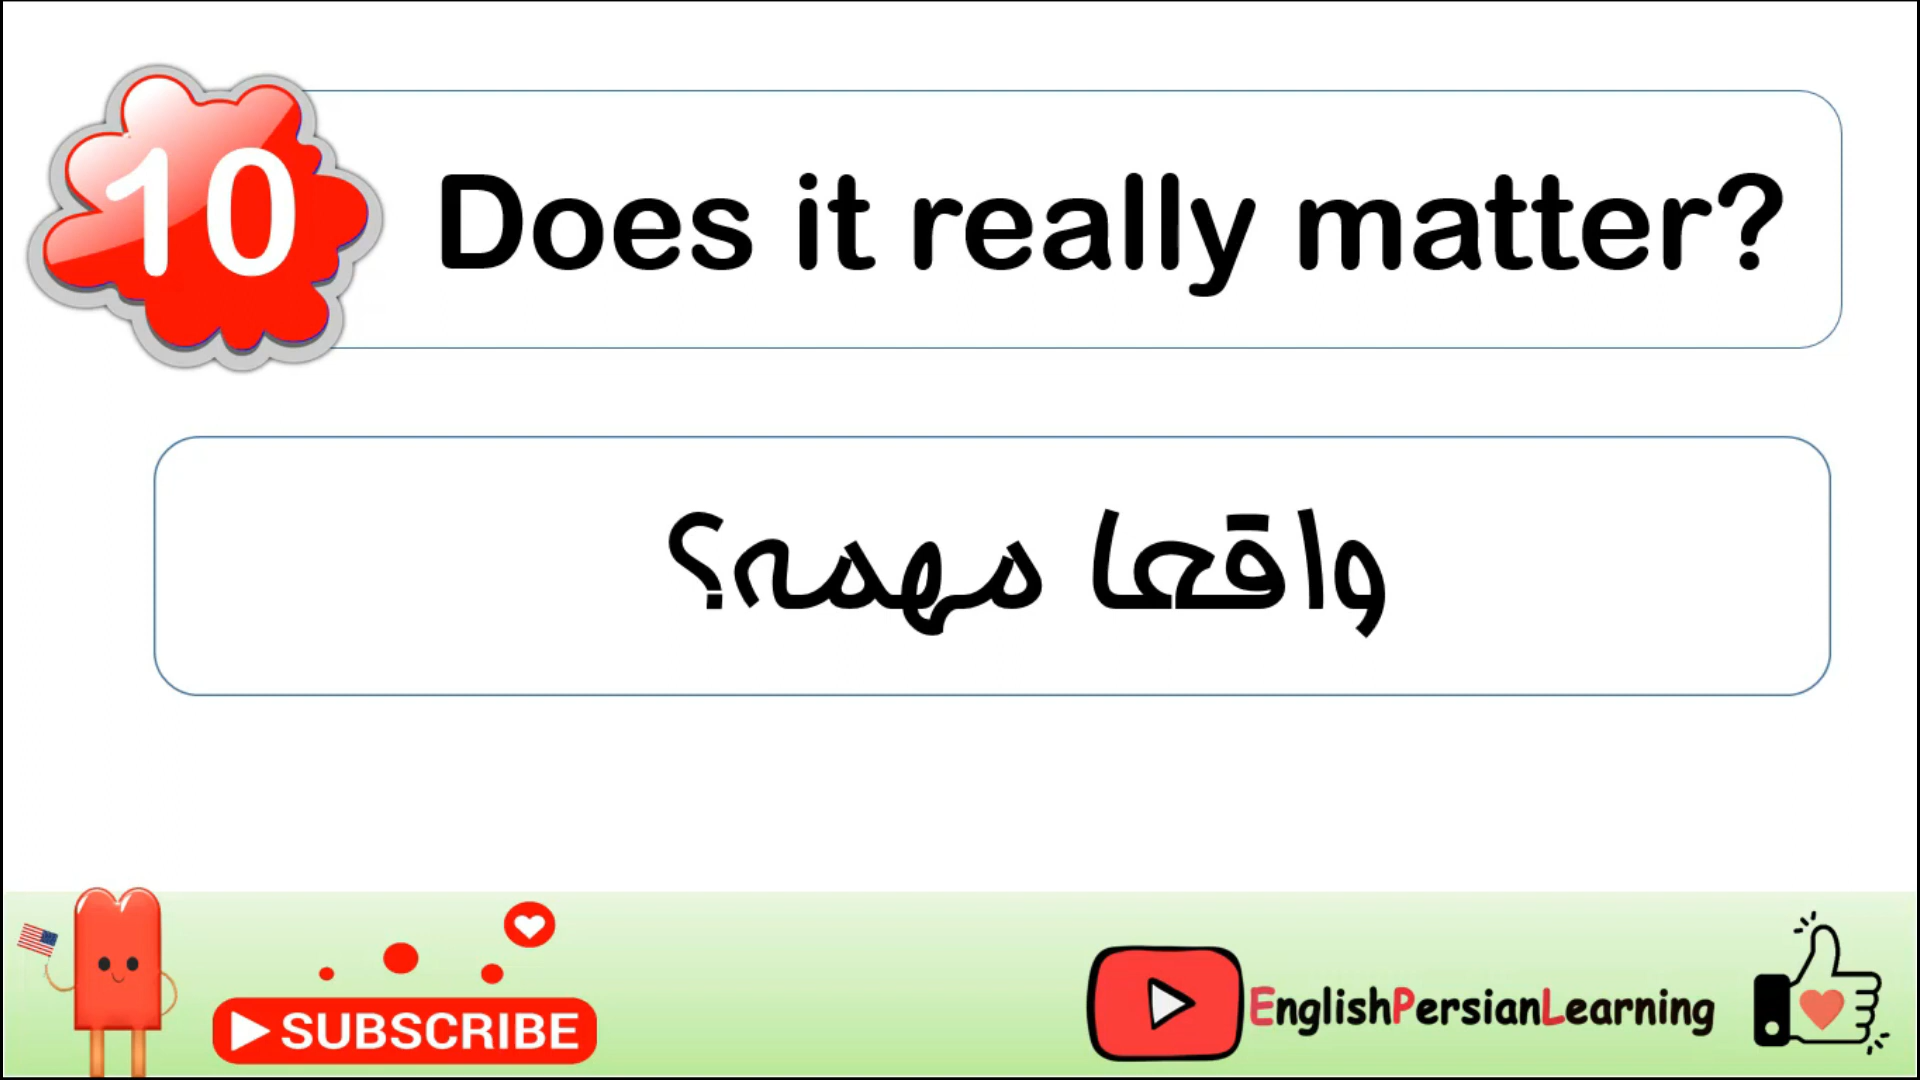 10
Does it really matter?
واقعا مهمه؟
SUBSCRIBE
EnglishPersianLearning